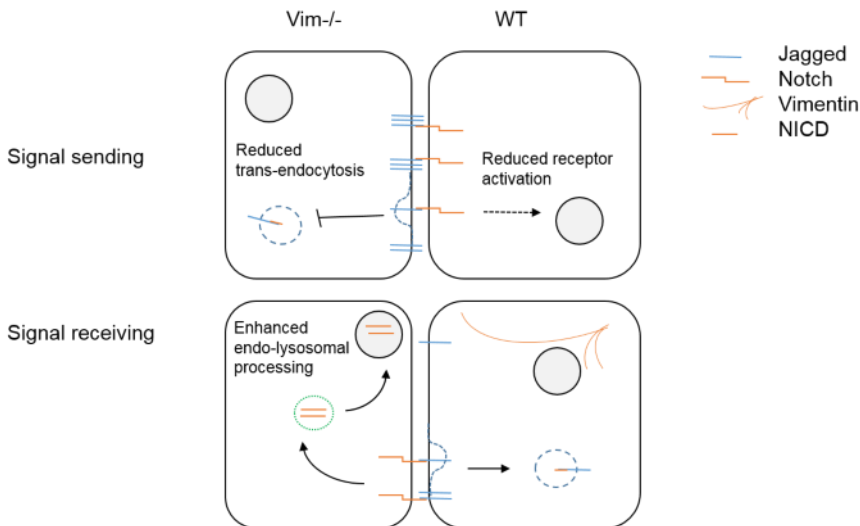 Vim-/-
WT
Jagged
Notch
Vimentin
NICD
Signal sending
Reduced
trans-endocytosis
Reduced receptor
activation
Signal receiving
Enhanced
endo-lysosomal
processing